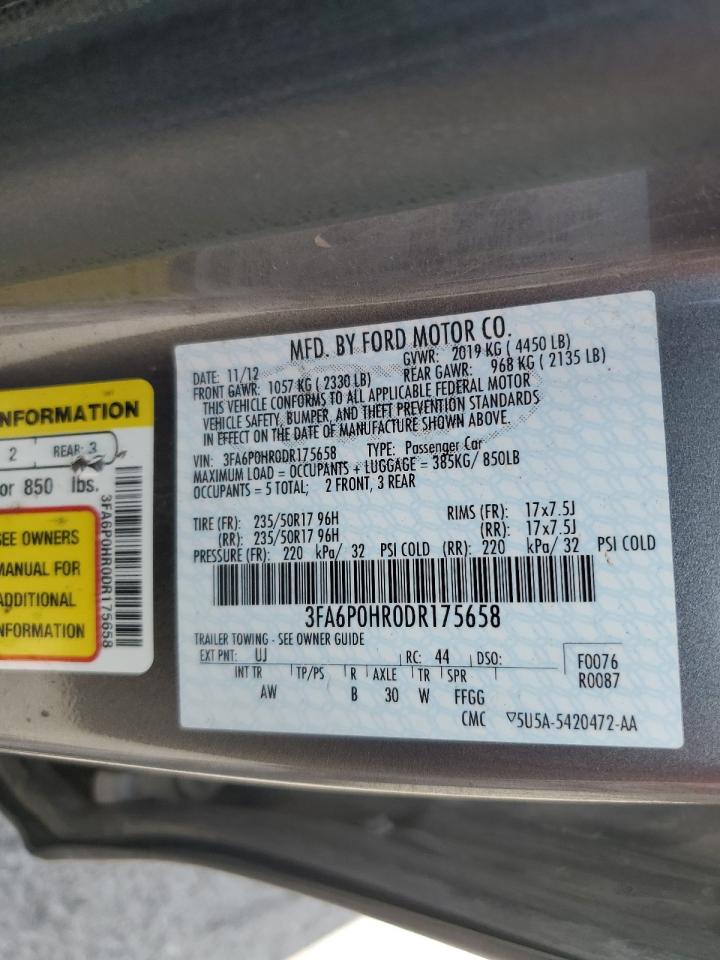 MFD. BY FORD MOTOR CO.
DATE: 11/12 GVWR: 2019 KG ( 4450 LB)
FRONT GAWR: 1057 KG ( 2330 LB) REAR GAWR: 968 KG ( 2135 LB)
THIS VEHICLE CONFORMS TO ALL APPLICABLE FEDERAL MOTOR
VEHICLE SAFETY, BUMPER, AND THEFT PREVENTION STANDARDS
IN EFFECT ON THE DATE OF MANUFACTURE SHOWN ABOVE.
VIN: 3FA6P0HR0DR175658 TYPE: Passenger Car
MAXIMUM LOAD = OCCUPANTS + LUGGAGE = 385KG/ 850LB
OCCUPANTS = 5 TOTAL; 2 FRONT, 3 REAR
TIRE (FR): 235/50R17 96H RIMS (FR): 17x7.5J
(RR): 235/50R17 96H (RR): 17x7.5J
PRESSURE (FR): 220 kPa/ 32 PSI COLD (RR): 220 kPa/ 32 PSI COLD
3FA6P0HR0DR175658
TRAILER TOWING - SEE OWNER GUIDE
EXT PNT: UJ RC: 44 DSO:
F0076
R0087
INT TR TP/PS R AXLE TR SPR
AW B 30 W FFGG
CMC ▽5U5A-5420472-AA
NFORMATION
2 REAR: 3
or 850 lbs.
SEE OWNERS
MANUAL FOR
ADDITIONAL
NFORMATION
3FA6P0HR0DR175658